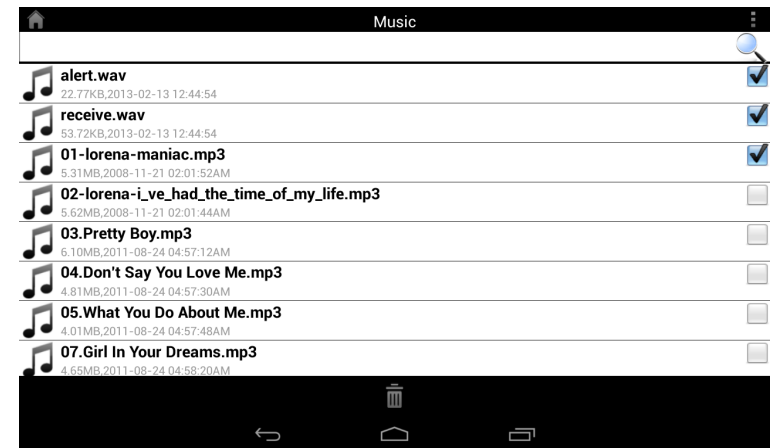 Music
alert.wav
22.77KB,2013-02-13 12:44:54
receive.wav
53.72KB,2013-02-13 12:44:54
01-lorena-maniac.mp3
5.31MB,2008-11-21 02:01:52AM
02-lorena-i_ve_had_the_time_of_my_life.mp3
5.62MB,2008-11-21 02:01:44AM
03.Pretty Boy.mp3
6.10MB,2011-08-24 04:57:12AM
04.Don't Say You Love Me.mp3
4.81MB,2011-08-24 04:57:30AM
05.What You Do About Me.mp3
4.01MB,2011-08-24 04:57:48AM
07.Girl In Your Dreams.mp3
4.65MB,2011-08-24 04:58:20AM